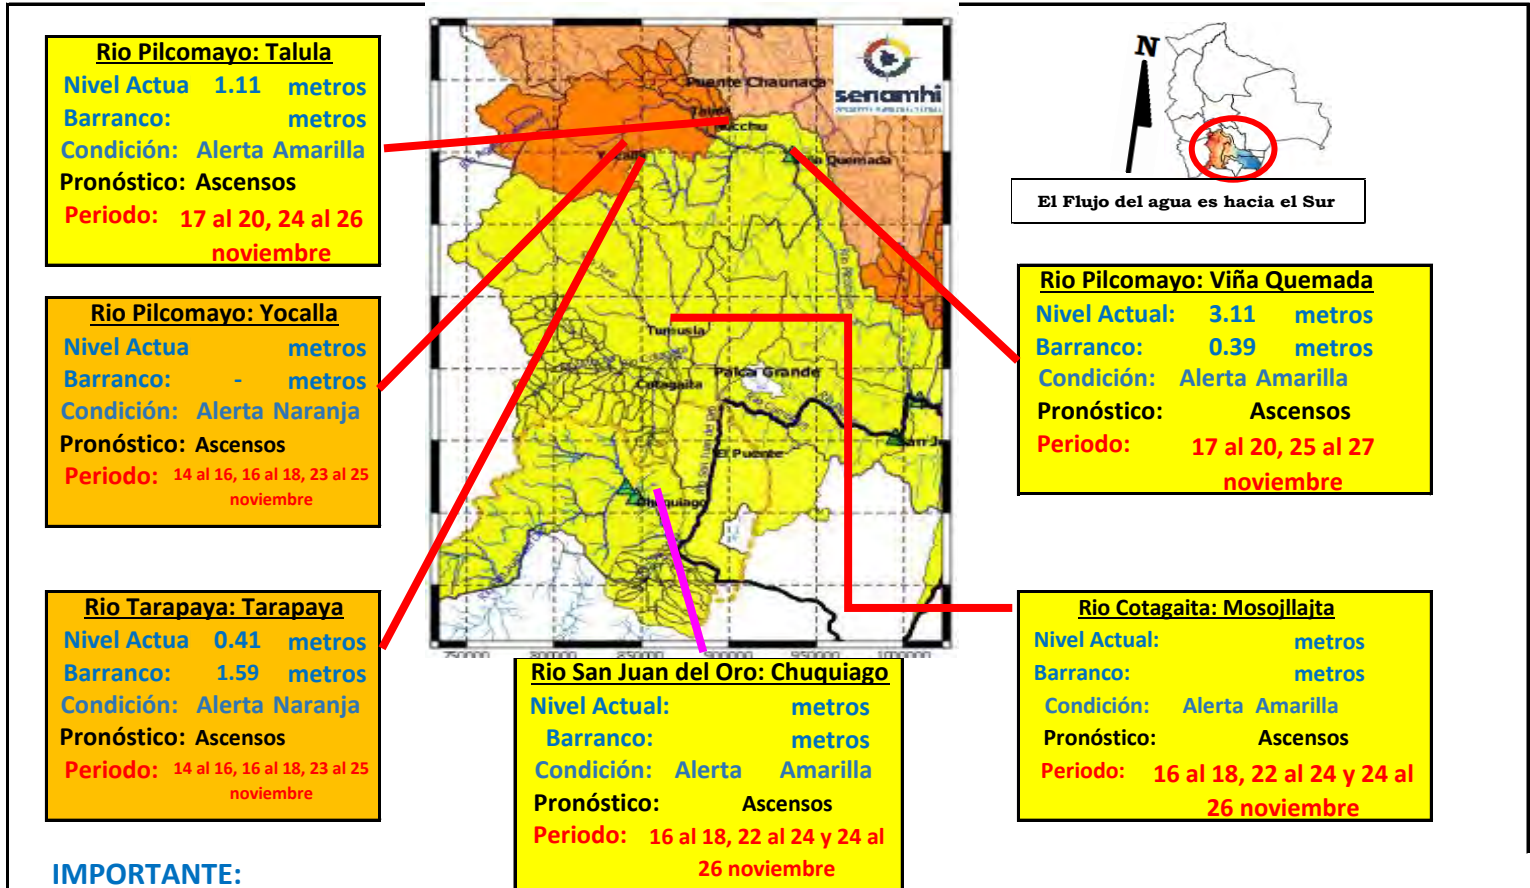 Rio Pilcomayo: Talula
Nivel Actua 1.11 metros
Barranco: metros
Condición: Alerta Amarilla
Pronóstico: Ascensos
Periodo: 17 al 20, 24 al 26
noviembre
Rio Pilcomayo: Yocalla
Nivel Actua metros
Barranco: - metros
Condición: Alerta Naranja
Pronóstico: Ascensos
Periodo: 14 al 16, 16 al 18, 23 al 25
noviembre
Rio Tarapaya: Tarapaya
Nivel Actua 0.41 metros
Barranco: 1.59 metros
Condición: Alerta Naranja
Pronóstico: Ascensos
Periodo: 14 al 16, 16 al 18, 23 al 25
noviembre
IMPORTANTE:
senamhi
Puente Chaunaca
Quemada
Tumusla
Cotagaita
Palca Grande
El Puente
San J
Rio San Juan del Oro: Chuquiago
Nivel Actual: metros
Barranco: metros
Condición: Alerta Amarilla
Pronóstico: Ascensos
Periodo: 16 al 18, 22 al 24 y 24 al
26 noviembre
N
El Flujo del agua es hacia el Sur
Rio Pilcomayo: Viña Quemada
Nivel Actual: 3.11 metros
Barranco: 0.39 metros
Condición: Alerta Amarilla
Pronóstico: Ascensos
Periodo: 17 al 20, 25 al 27
noviembre
Rio Cotagaita: Mosojllajta
Nivel Actual: metros
Barranco: metros
Condición: Alerta Amarilla
Pronóstico: Ascensos
Periodo: 16 al 18, 22 al 24 y 24 al
26 noviembre